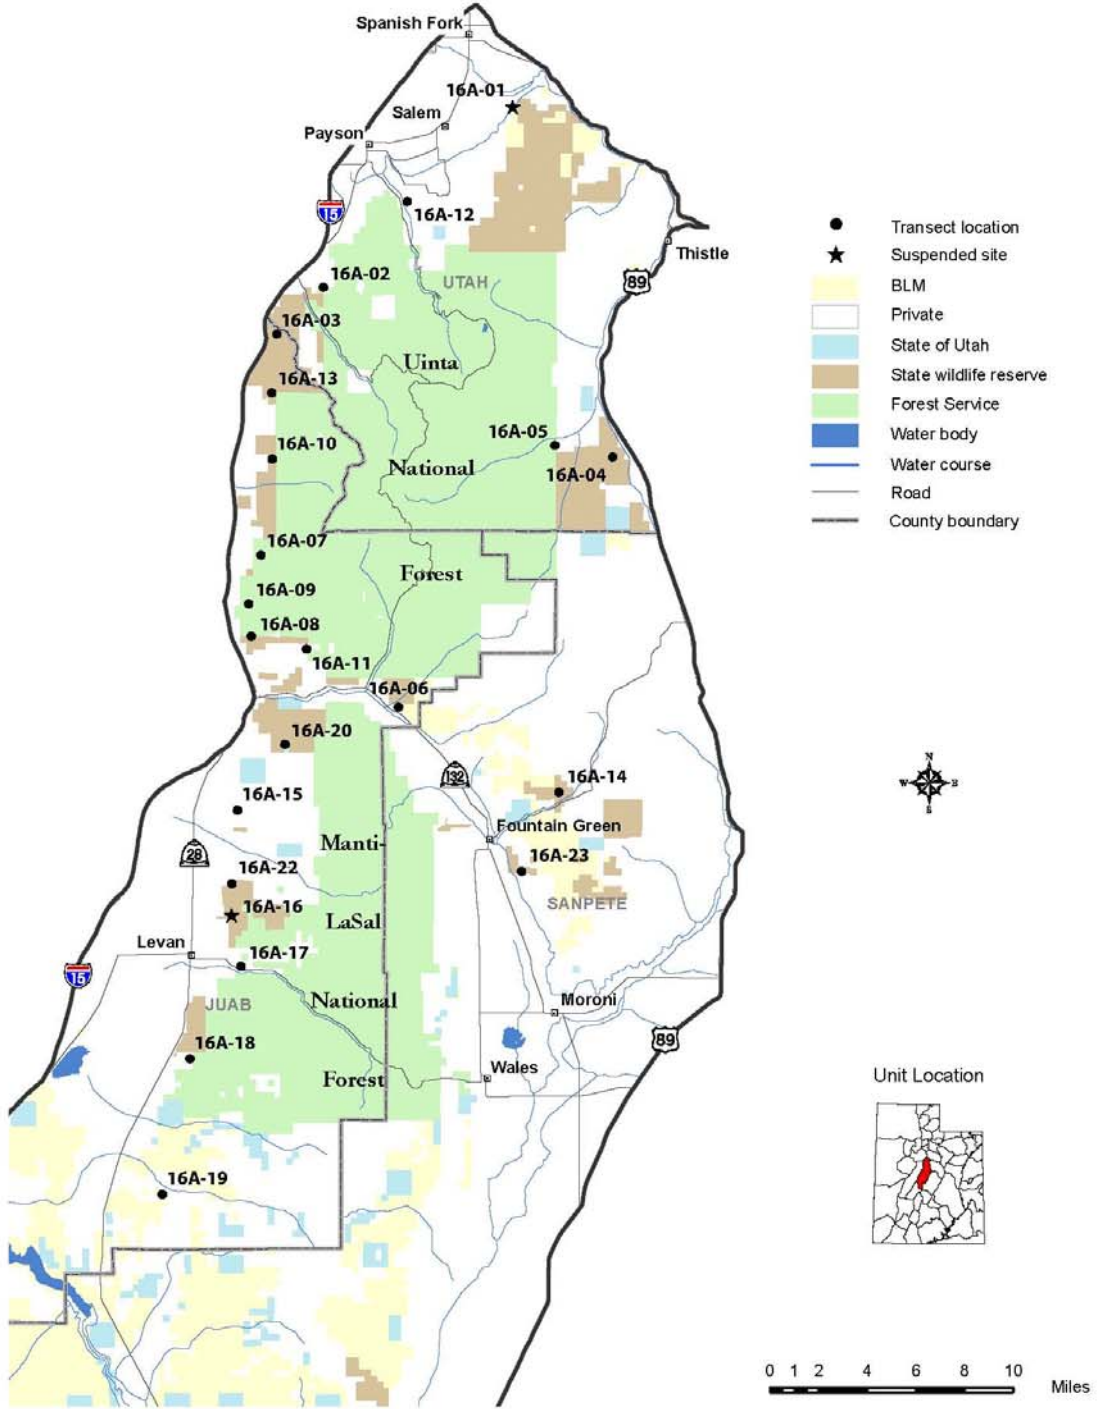 Spanish Fork
16A-01
Salem
Payson
15
16A-12
Thistle
16A-02
UTAH
89
16A-03
Uinta
16A-13
16A-05
16A-10
National
16A-04
16A-07
Forest
16A-09
16A-08
16A-11
16A-06
16A-20
132
16A-14
16A-15
Fountain Green
Manti-
28
16A-23
16A-22
16A-16
SANPETE
LaSal
Levan
16A-17
15
National
JUAB
Moroni
16A-18
89
Wales
Forest
16A-19
Transect location
Suspended site
BLM
Private
State of Utah
State wildlife reserve
Forest Service
Water body
Water course
Road
County boundary
N
W E
S
Unit Location
0 1 2 4 6 8 10
Miles